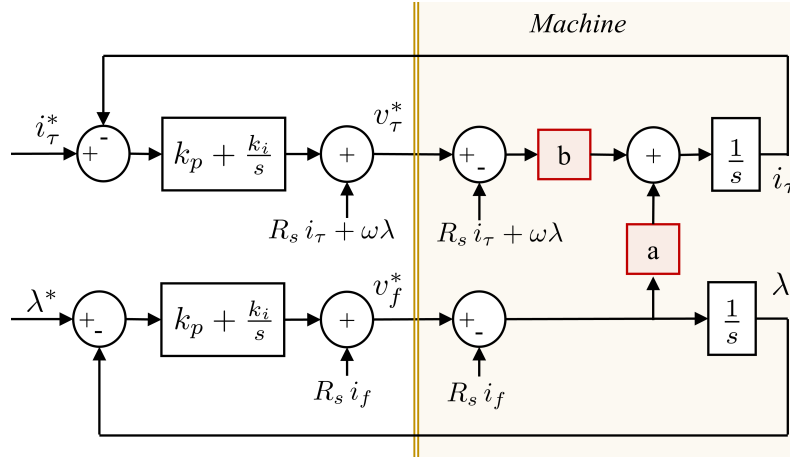 Machine
i_τ^*
+ -
k_p + k_i/s
+
v_τ^*
+ -
b
+
1/s
i_τ
R_s i_τ + ωλ
R_s i_τ + ωλ
a
λ^*
+ -
k_p + k_i/s
+
v_f^*
+ -
1/s
λ
R_s i_f
R_s i_f